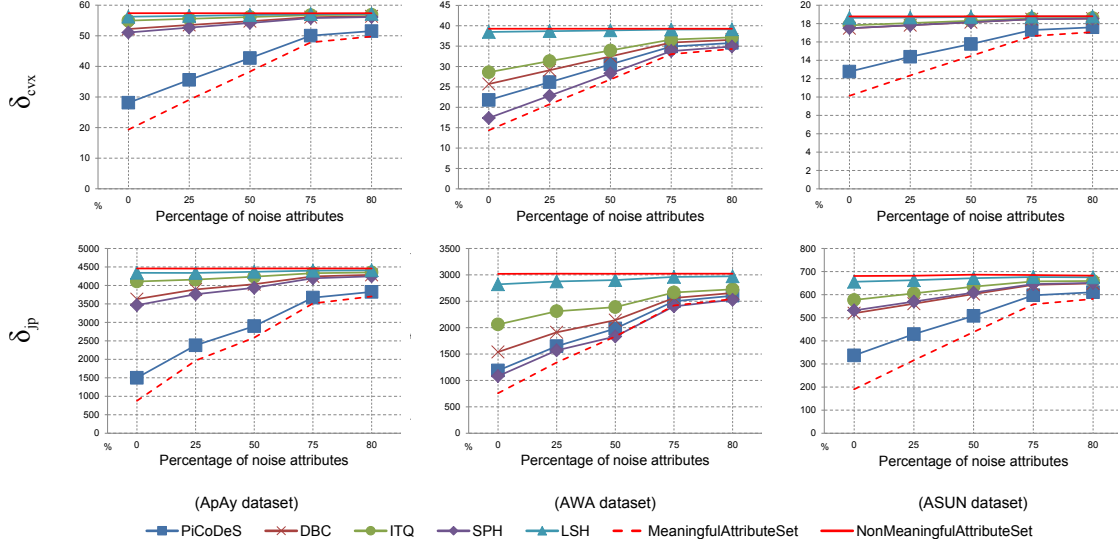 60 50 40 30 20 10 0
δcvx
% 0 25 50 75 80
Percentage of noise attributes
45 40 35 30 25 20 15 10 5 0
% 0 25 50 75 80
Percentage of noise attributes
20 18 16 14 12 10 8 6 4 2 0
% 0 25 50 75 80
Percentage of noise attributes
5000 4500 4000 3500 3000 2500 2000 1500 1000 500 0
δjp
% 0 25 50 75 80
Percentage of noise attributes
3500 3000 2500 2000 1500 1000 500 0
% 0 25 50 75 80
Percentage of noise attributes
800 700 600 500 400 300 200 100 0
% 0 25 50 75 80
Percentage of noise attributes
(ApAy dataset) (AWA dataset) (ASUN dataset)
PiCoDeS DBC ITQ SPH LSH MeaningfulAttributeSet NonMeaningfulAttributeSet